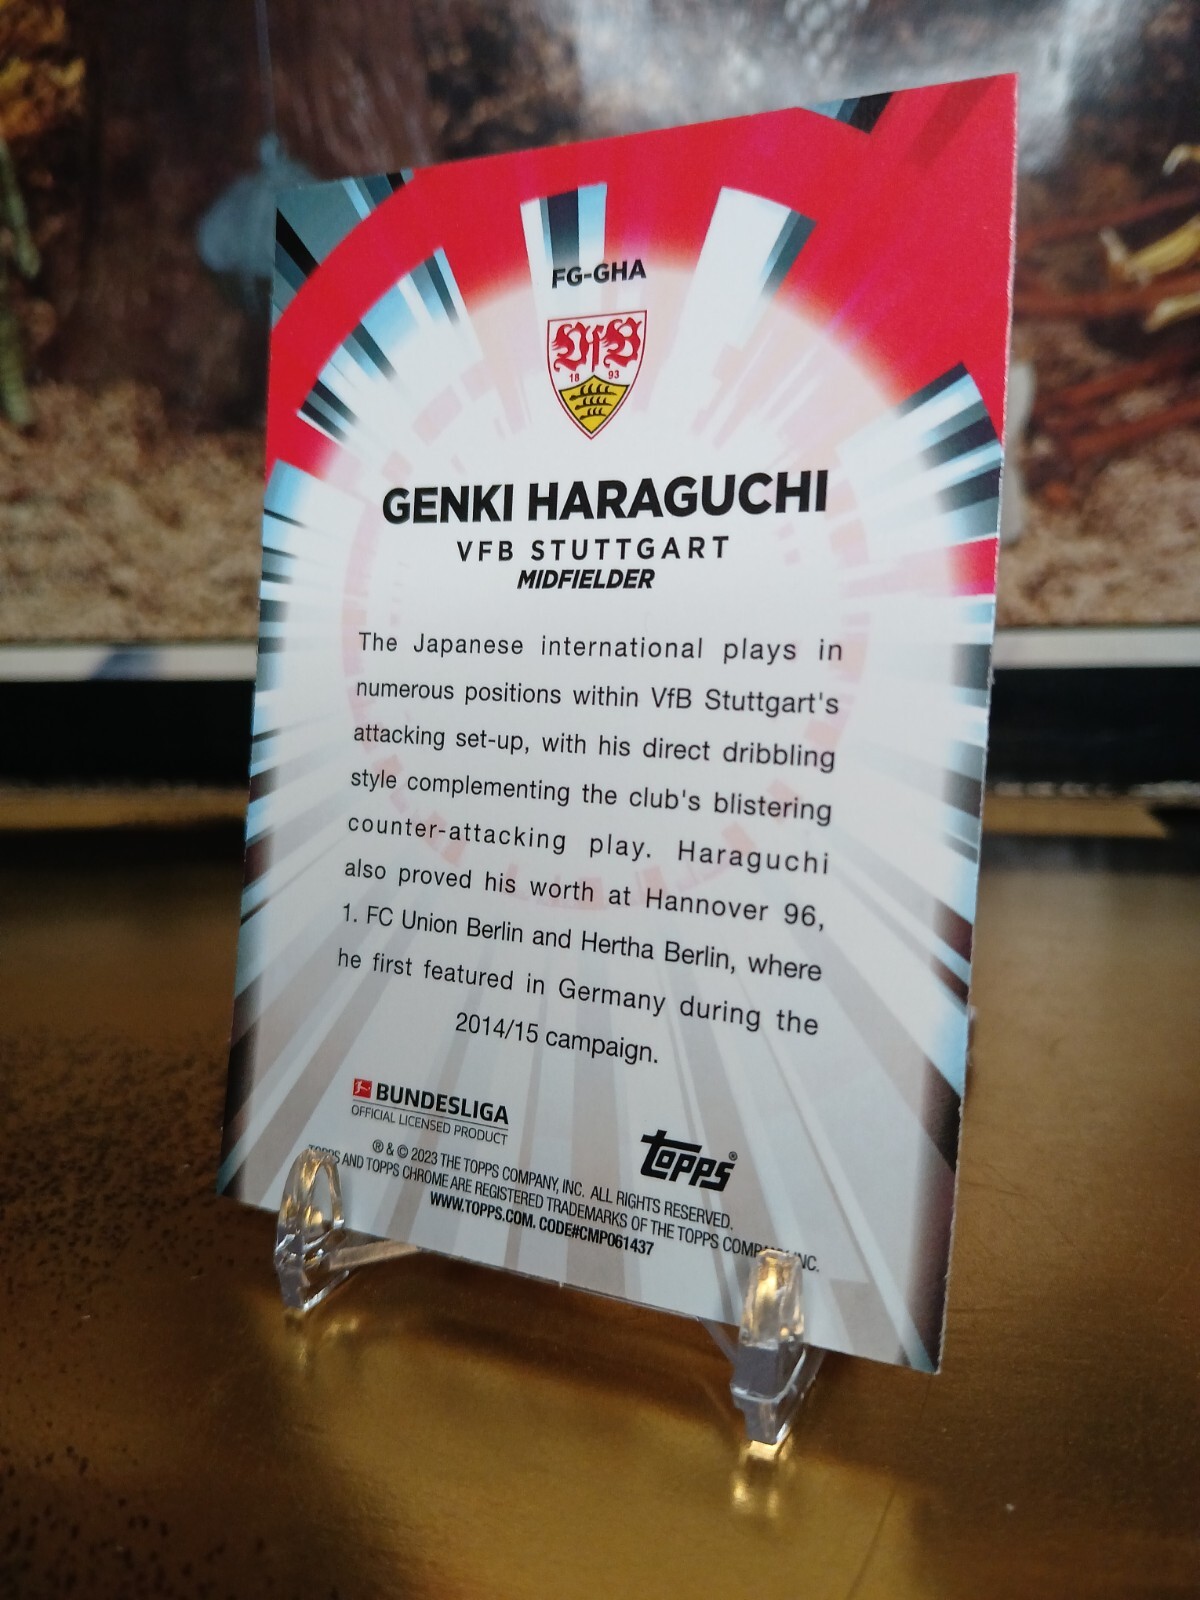 FG-GHA
VfB
18 93
GENKI HARAGUCHI
VFB STUTTGART
MIDFIELDER
The Japanese international plays in
numerous positions within VfB Stuttgart's
attacking set-up, with his direct dribbling
style complementing the club's blistering
counter-attacking play. Haraguchi
also proved his worth at Hannover 96,
1. FC Union Berlin and Hertha Berlin, where
he first featured in Germany during the
2014/15 campaign.
BUNDESLIGA
OFFICIAL LICENSED PRODUCT
topps®
® & © 2023 THE TOPPS COMPANY, INC. ALL RIGHTS RESERVED.
TOPPS AND TOPPS CHROME ARE REGISTERED TRADEMARKS OF THE TOPPS COMPANY, INC.
WWW.TOPPS.COM. CODE#CMP061437